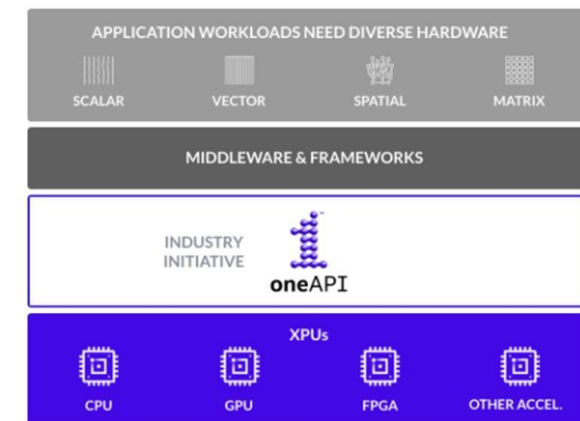 APPLICATION WORKLOADS NEED DIVERSE HARDWARE
SCALAR VECTOR SPATIAL MATRIX
MIDDLEWARE & FRAMEWORKS
INDUSTRY
INITIATIVE
oneAPI
XPUs
CPU GPU FPGA OTHER ACCEL.